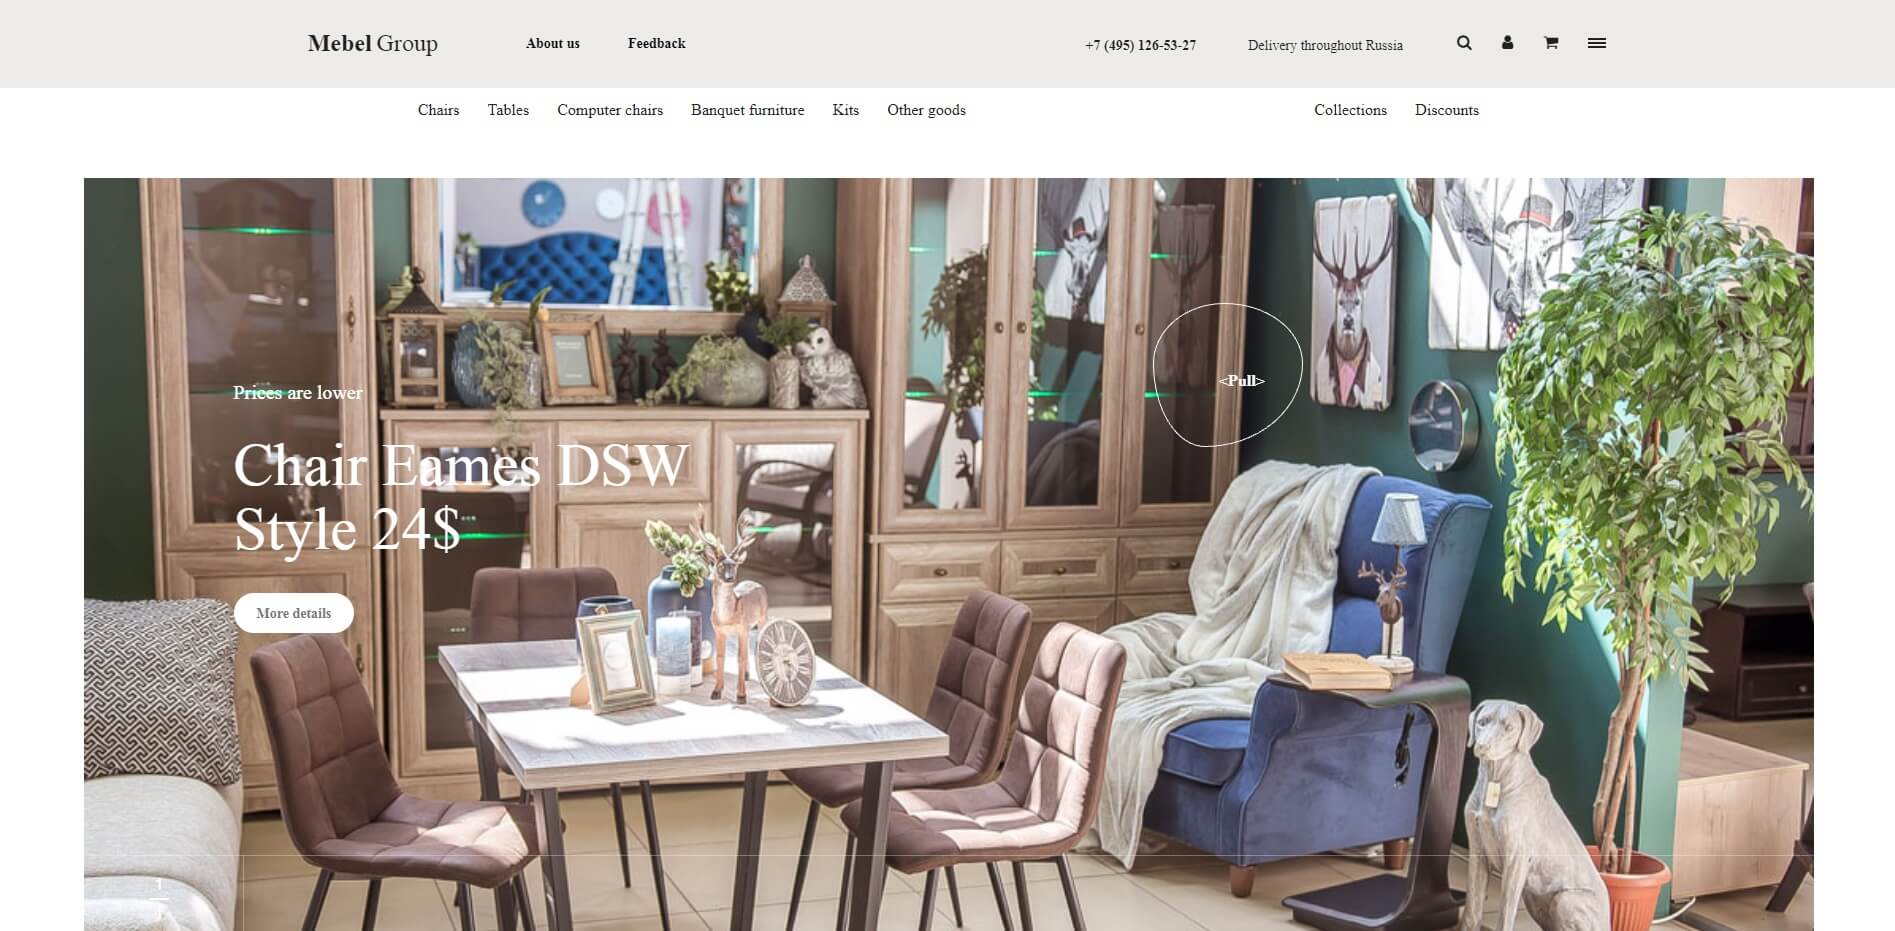 Mebel Group
About us
Feedback
+7 (495) 126-53-27
Delivery throughout Russia
Chairs
Tables
Computer chairs
Banquet furniture
Kits
Other goods
Collections
Discounts
Prices are lower
<Pull>
Chair Eames DSW
Style 24$
More details
1